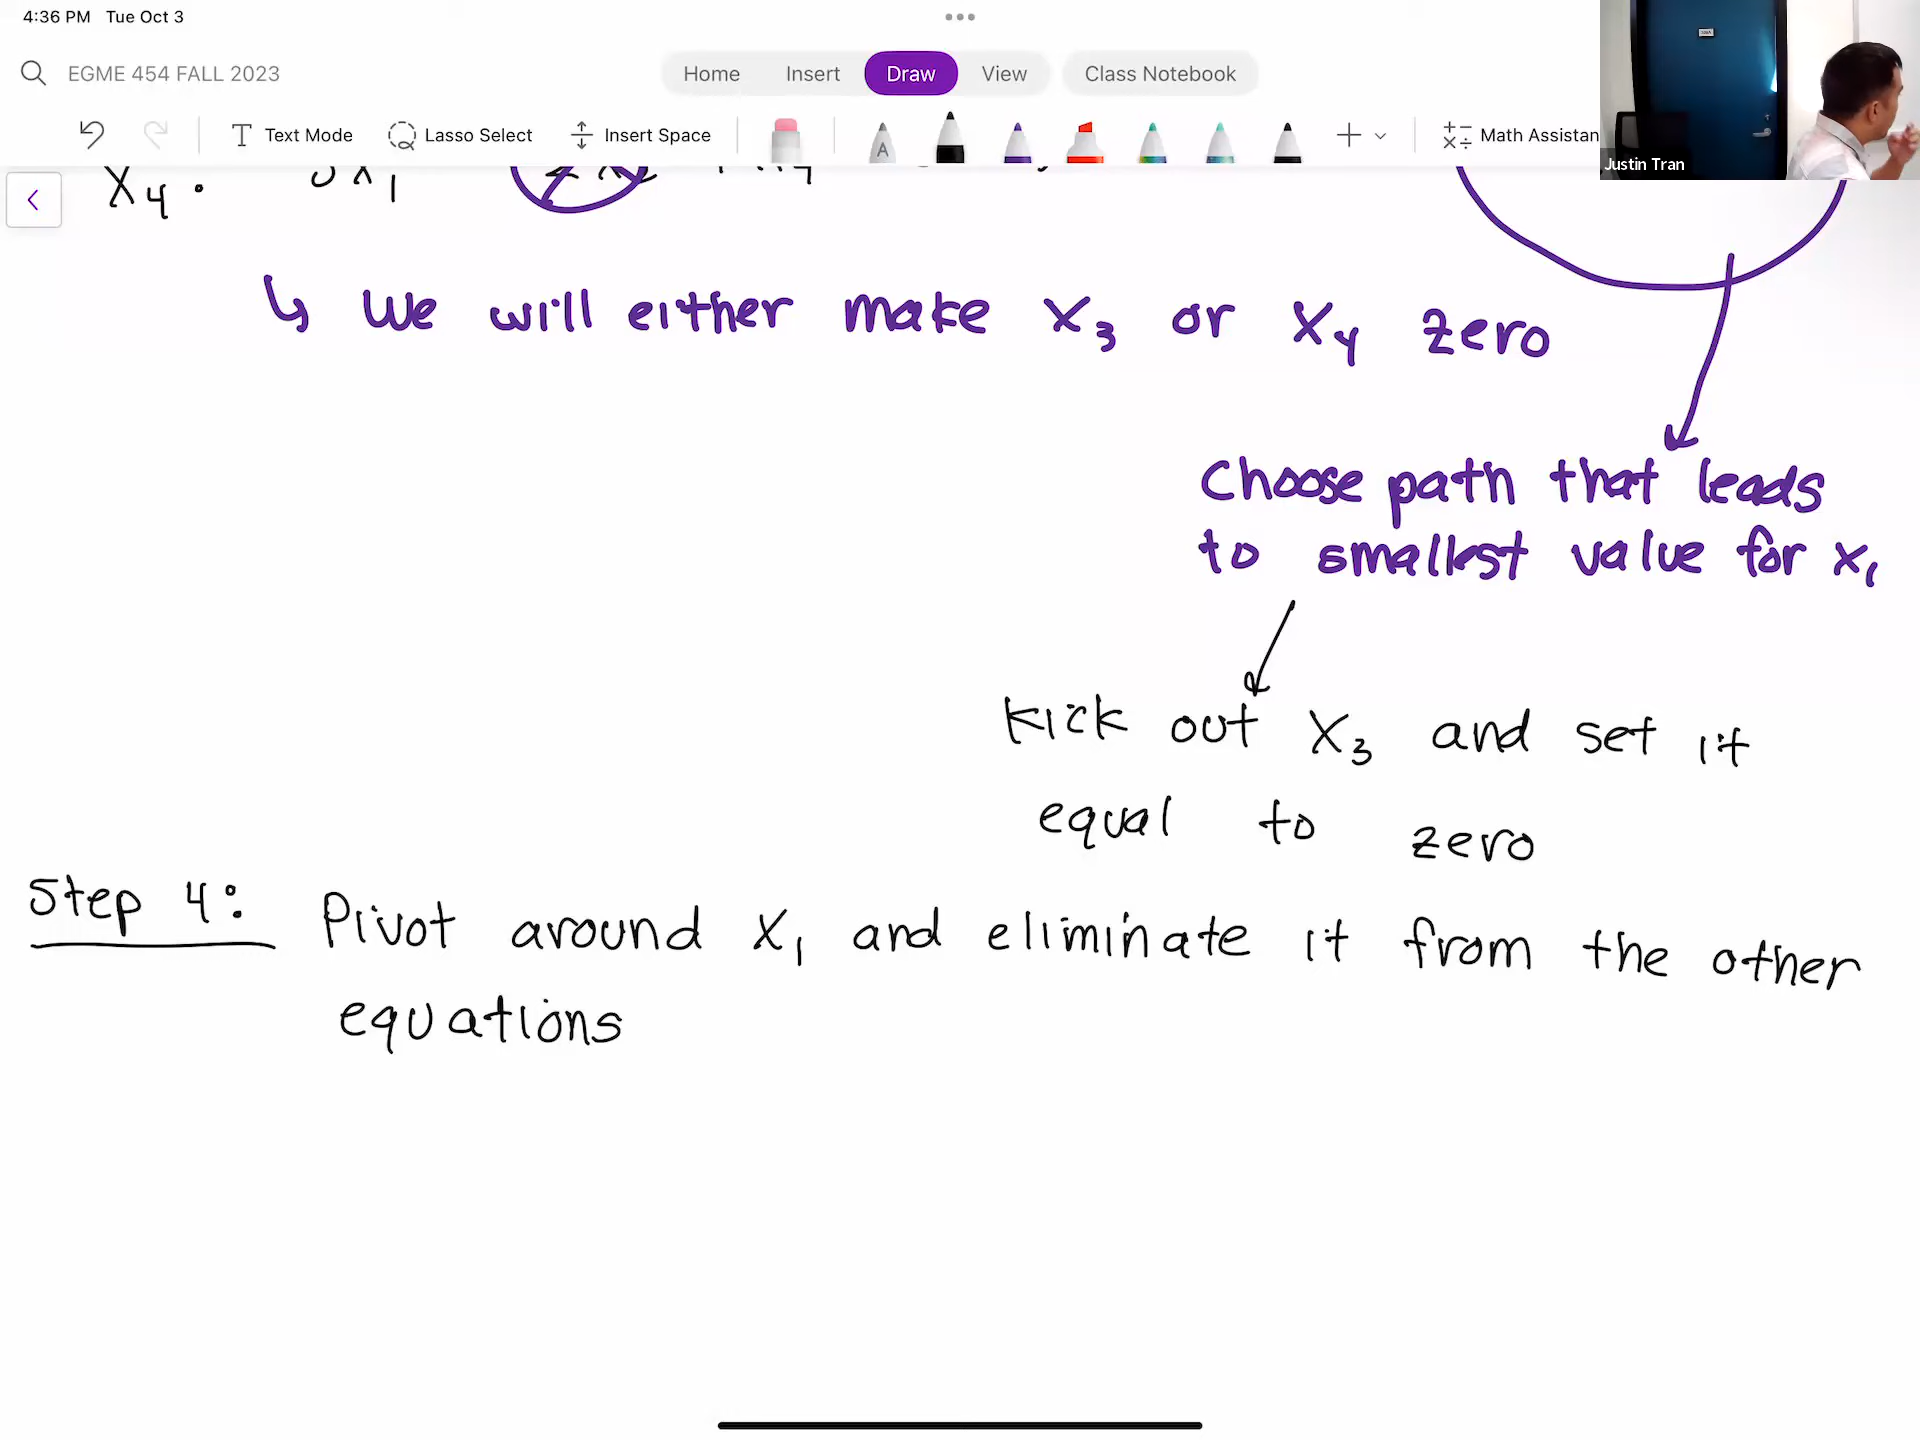 4:36 PM Tue Oct 3
EGME 454 FALL 2023
Home Insert Draw View Class Notebook
Text Mode Lasso Select Insert Space Math Assistan
Justin Tran
X₄:
↳ We will either make X₃ or X₄ zero
Choose path that leads
to smallest value for x₁
Kick out X₃ and set it
equal to zero
Step 4: Pivot around X₁ and eliminate it from the other
equations